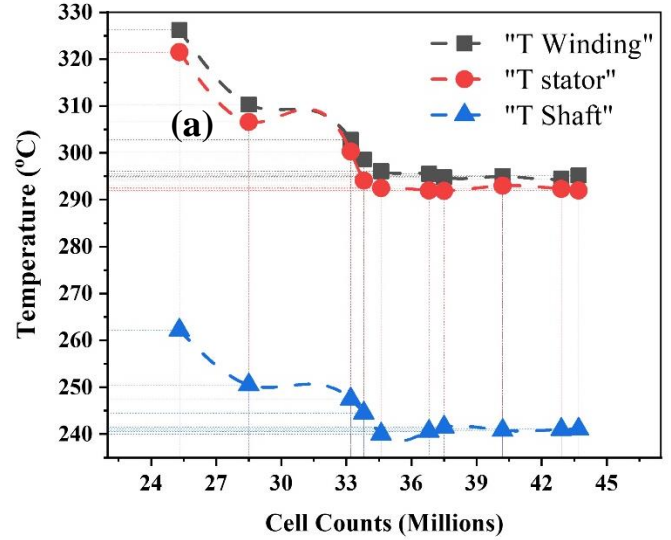 330
320
310
300
290
280
270
260
250
240
"T Winding"
"T stator"
"T Shaft"
(a)
Temperature (ºC)
24 27 30 33 36 39 42 45
Cell Counts (Millions)